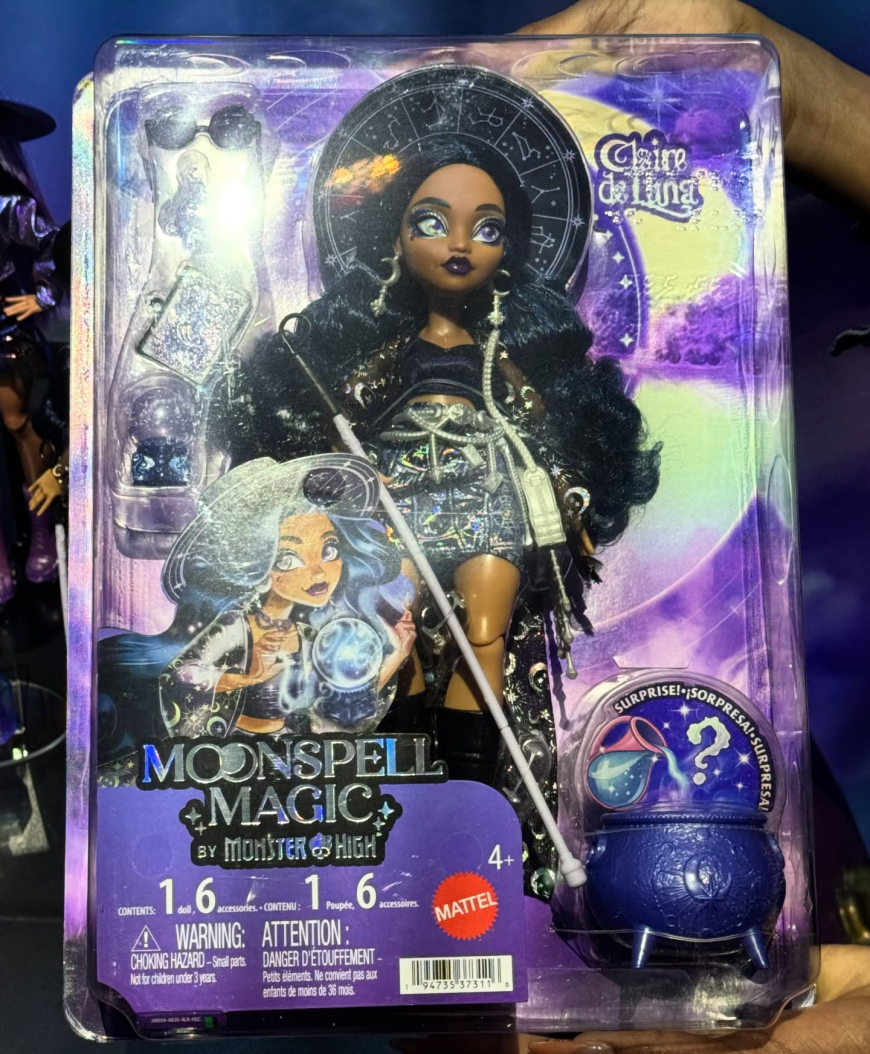 Claire
de Luna
SURPRISE! • ¡SORPRESA! • SURPRESA!
?
MOONSPELL
MAGIC
BY MONSTER HIGH
4+
CONTENTS: 1 doll, 6 accessories. • CONTENU : 1 Poupée, 6 accessoires.
MATTEL
WARNING:
CHOKING HAZARD – Small parts.
Not for children under 3 years.
ATTENTION :
DANGER D'ÉTOUFFEMENT –
Petits éléments. Ne convient pas aux
enfants de moins de 36 mois.
1 94735 37311 6